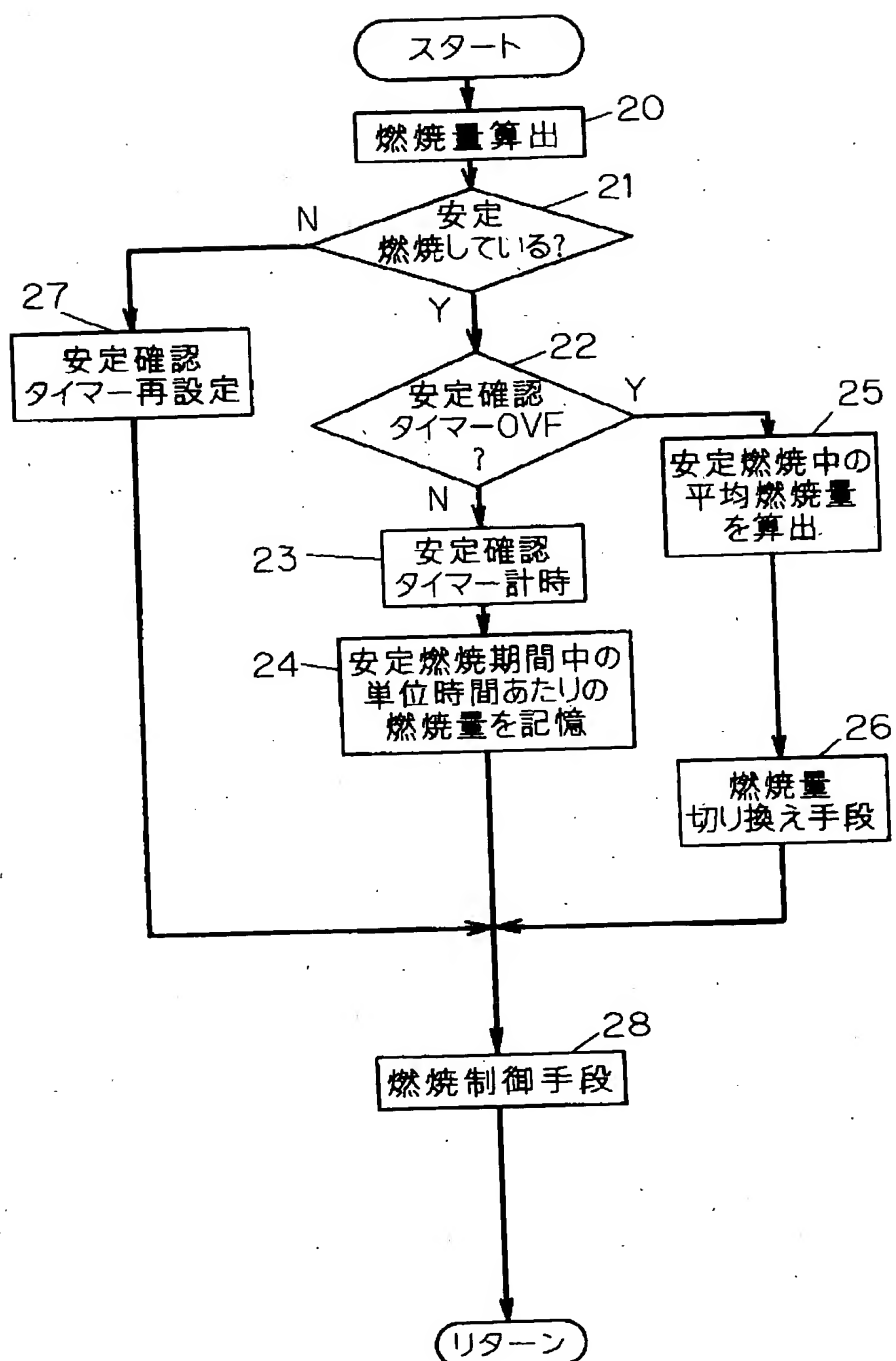 スタート
20
燃焼量算出
21
N
安定
燃焼している?
27
Y
安定確認
タイマー再設定
22
安定確認
タイマーOVF
?
Y
25
安定燃焼中の
平均燃焼量
を算出
N
23
安定確認
タイマー計時
24
安定燃焼期間中の
単位時間あたりの
燃焼量を記憶
26
燃焼量
切り換え手段
28
燃焼制御手段
リターン